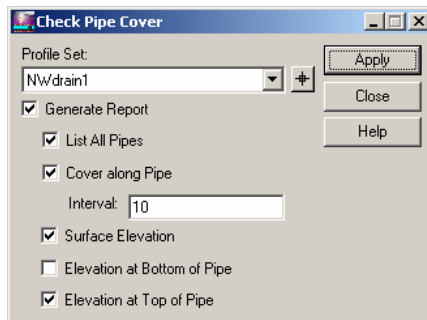 Check Pipe Cover
Profile Set:
NWdrain1
Apply
Generate Report
Close
List All Pipes
Help
Cover along Pipe
Interval: 10
Surface Elevation
Elevation at Bottom of Pipe
Elevation at Top of Pipe